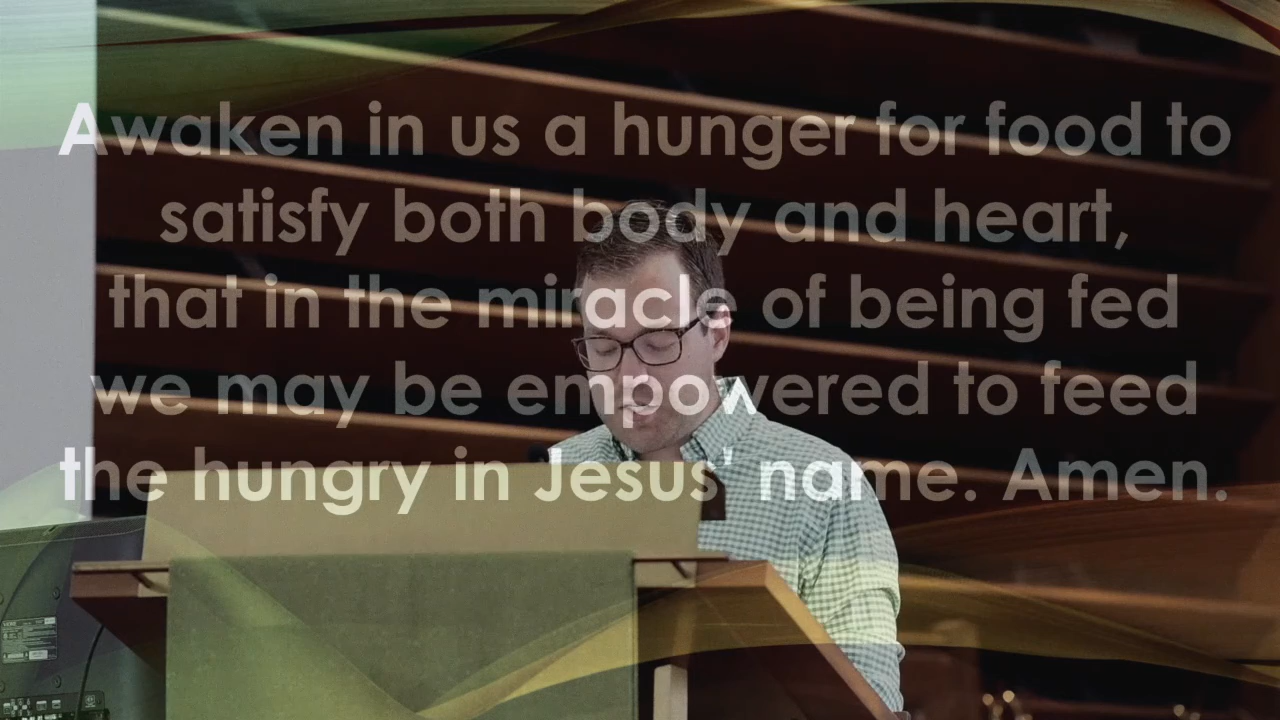 Awaken in us a hunger for food to
satisfy both body and heart,
that in the miracle of being fed
we may be empowered to feed
the hungry in Jesus' name. Amen.